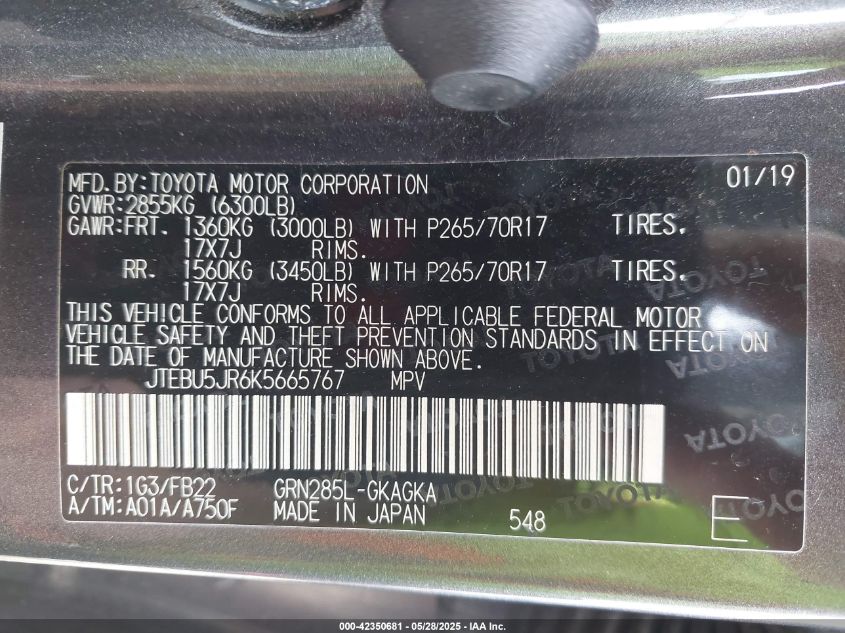 MFD.BY:TOYOTA MOTOR CORPORATION 01/19
GVWR:2855KG (6300LB)
GAWR:FRT. 1360KG (3000LB) WITH P265/70R17 TIRES.
17X7J RIMS.
RR. 1560KG (3450LB) WITH P265/70R17 TIRES.
17X7J RIMS.
THIS VEHICLE CONFORMS TO ALL APPLICABLE FEDERAL MOTOR
VEHICLE SAFETY AND THEFT PREVENTION STANDARDS IN EFFECT ON
THE DATE OF MANUFACTURE SHOWN ABOVE.
JTEBU5JR6K5665767 MPV
C/TR:1G3/FB22 GRN285L-GKAGKA
A/TM:A01A/A750F MADE IN JAPAN 548 E
000-42350681 - 05/28/2025 - IAA Inc.